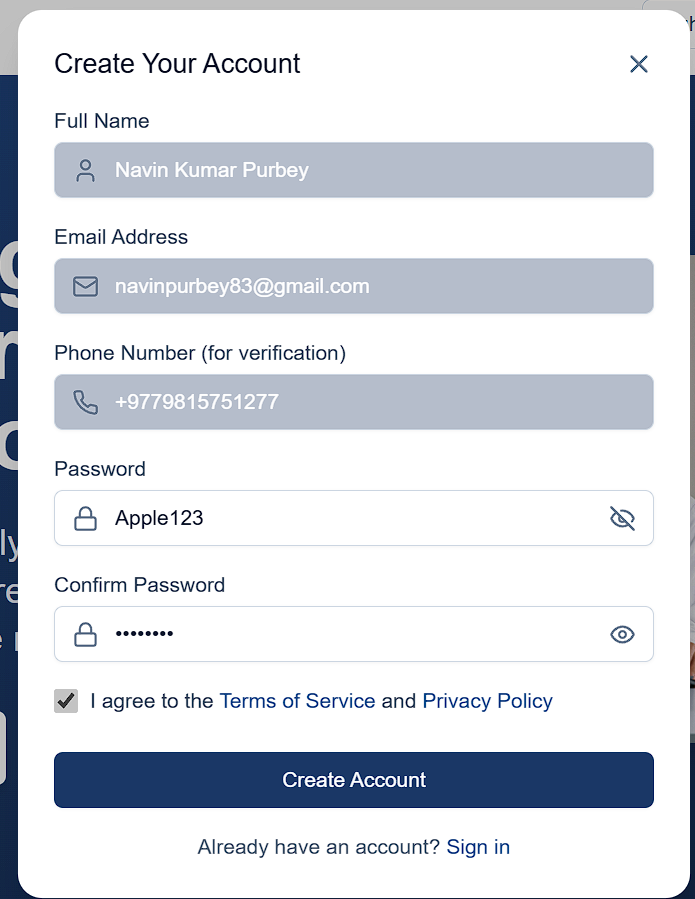 Create Your Account
Full Name
Navin Kumar Purbey
Email Address
navinpurbey83@gmail.com
Phone Number (for verification)
+9779815751277
Password
Apple123
Confirm Password
••••••••
I agree to the Terms of Service and Privacy Policy
Create Account
Already have an account? Sign in